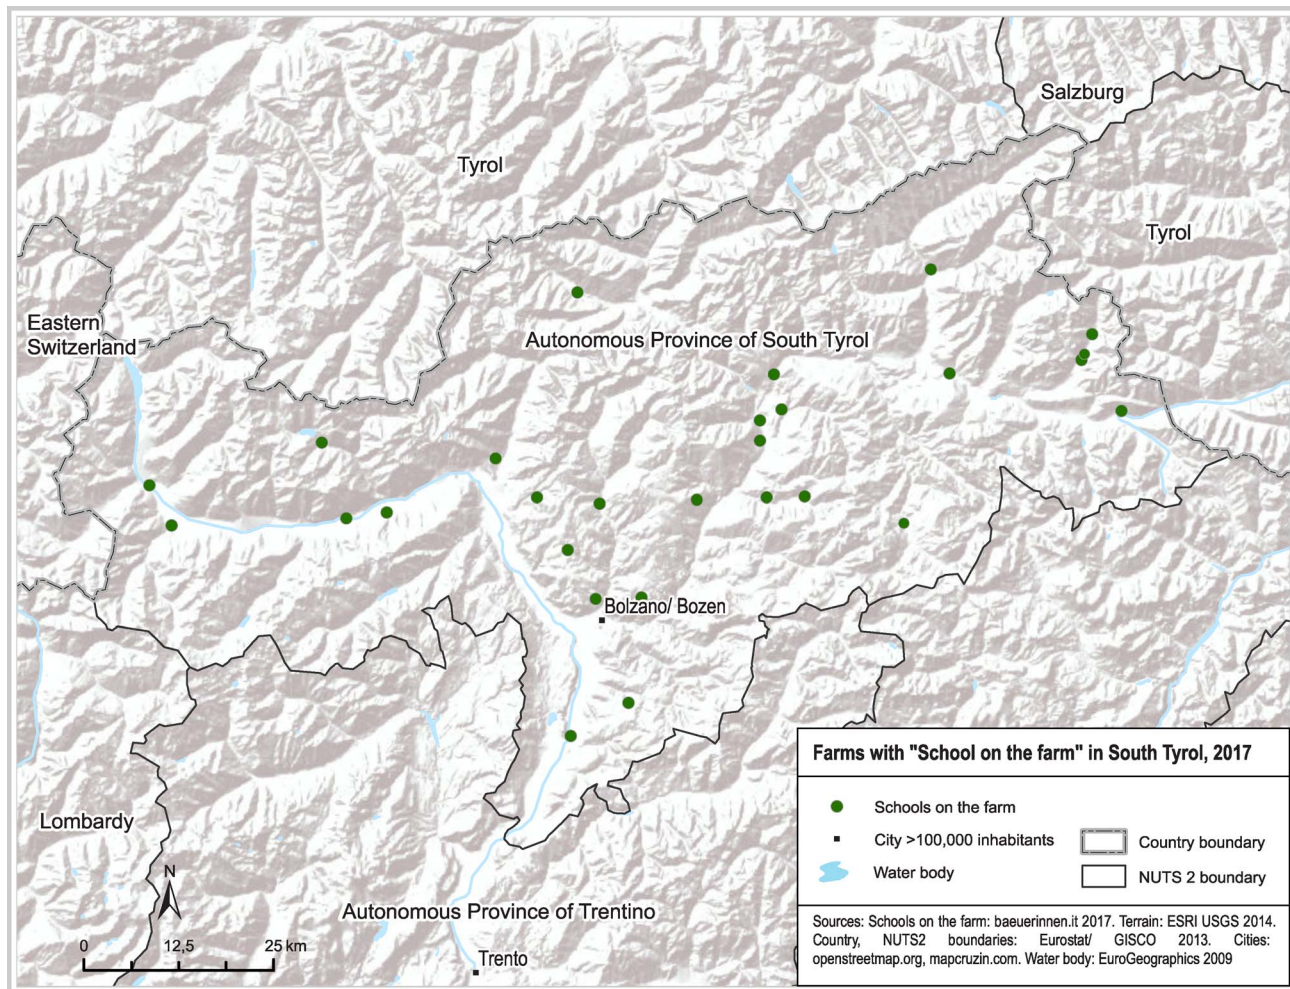 Salzburg
Tyrol
Tyrol
Eastern
Switzerland
Autonomous Province of South Tyrol
Bolzano/ Bozen
Lombardy
N
Autonomous Province of Trentino
0 12,5 25 km
Trento
Farms with "School on the farm" in South Tyrol, 2017
Schools on the farm
City >100,000 inhabitants
Water body
Country boundary
NUTS 2 boundary
Sources: Schools on the farm: baeuerinnen.it 2017. Terrain: ESRI USGS 2014.
Country, NUTS2 boundaries: Eurostat/ GISCO 2013. Cities:
openstreetmap.org, mapcruzin.com. Water body: EuroGeographics 2009